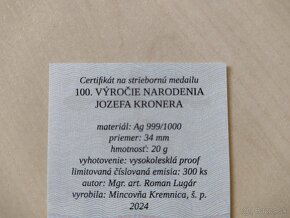 Certifikát na striebornú medailu
100. VÝROČIE NARODENIA
JOZEFA KRONERA
materiál: Ag 999/1000
priemer: 34 mm
hmotnosť: 20 g
vyhotovenie: vysokolesklá proof
limitovaná číslovaná emisia: 300 ks
autor: Mgr. art. Roman Lugár
vyrobila: Mincovňa Kremnica, š. p.
2024